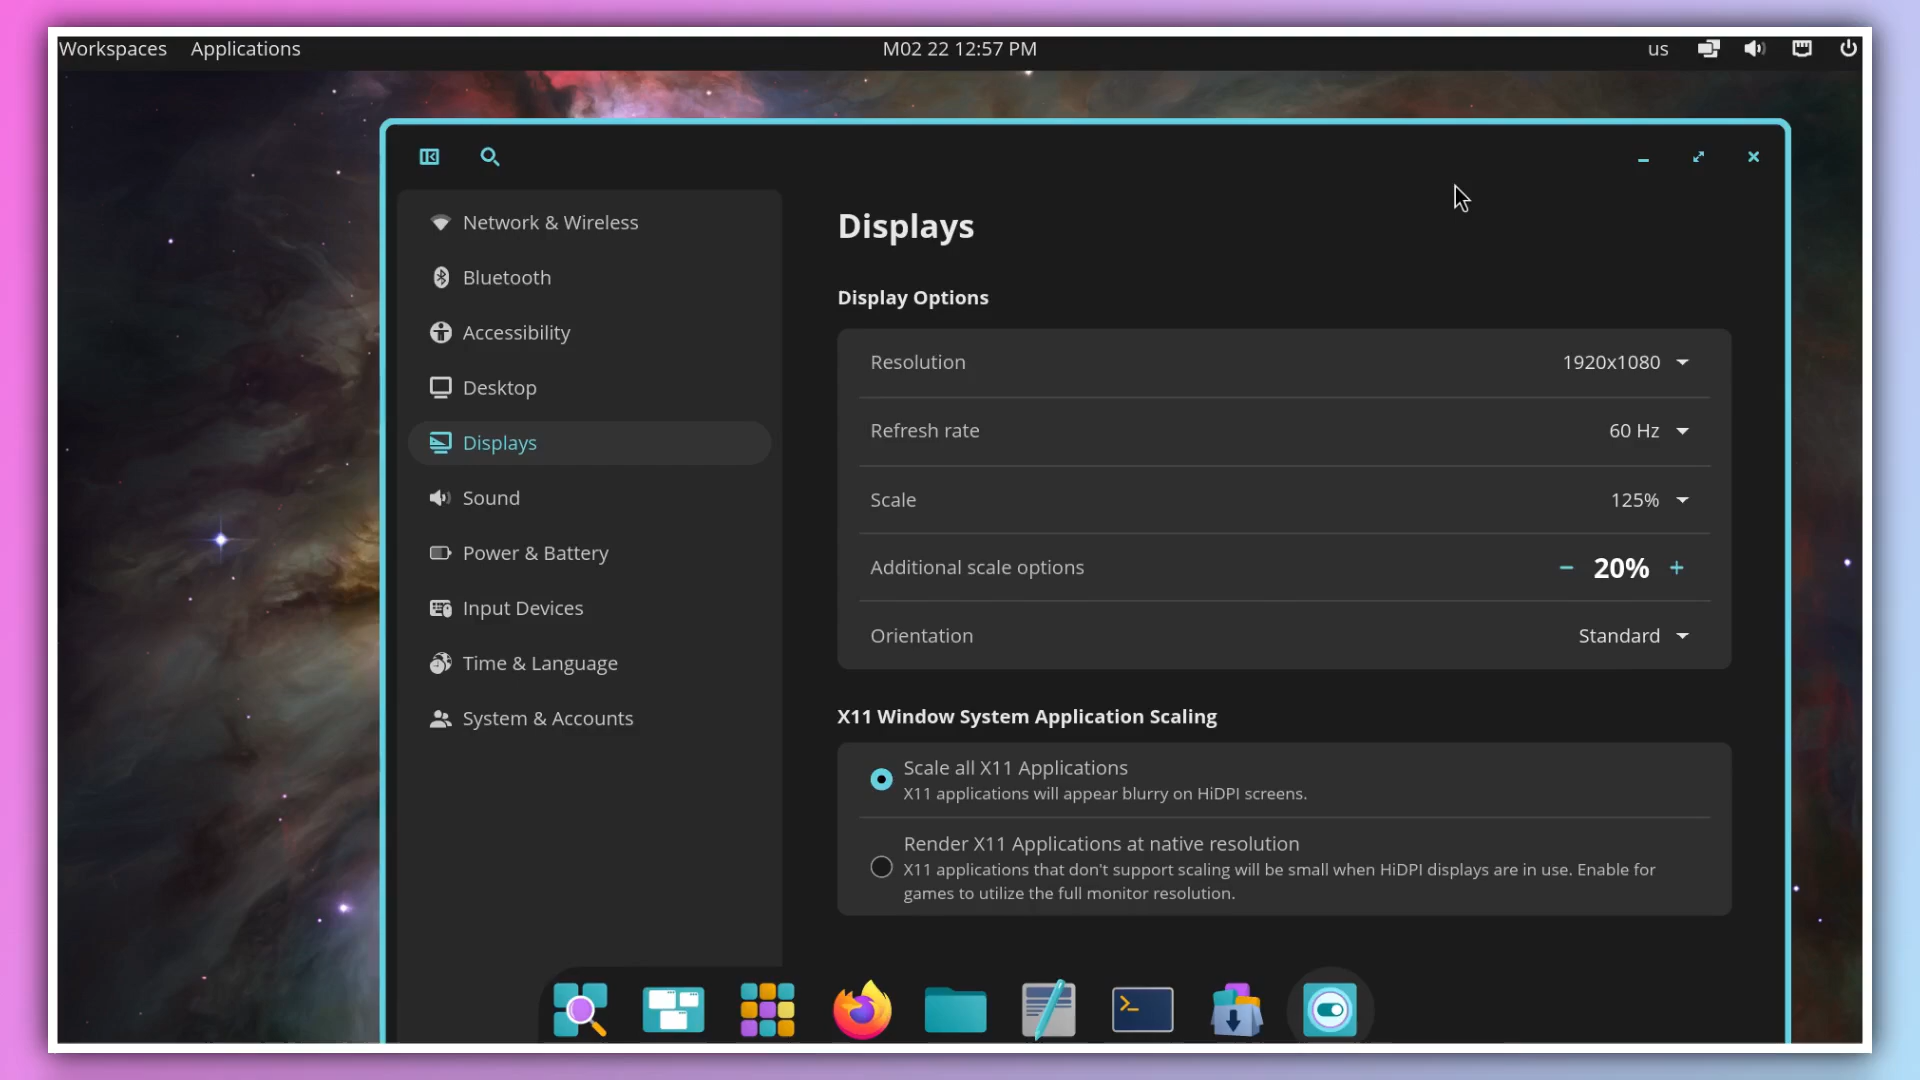 Workspaces Applications M02 22 12:57 PM us
Network & Wireless
Bluetooth
Accessibility
Desktop
Displays
Sound
Power & Battery
Input Devices
Time & Language
System & Accounts
Displays
Display Options
Resolution 1920x1080
Refresh rate 60 Hz
Scale 125%
Additional scale options − 20% +
Orientation Standard
X11 Window System Application Scaling
Scale all X11 Applications
X11 applications will appear blurry on HiDPI screens.
Render X11 Applications at native resolution
X11 applications that don't support scaling will be small when HiDPI displays are in use. Enable for
games to utilize the full monitor resolution.